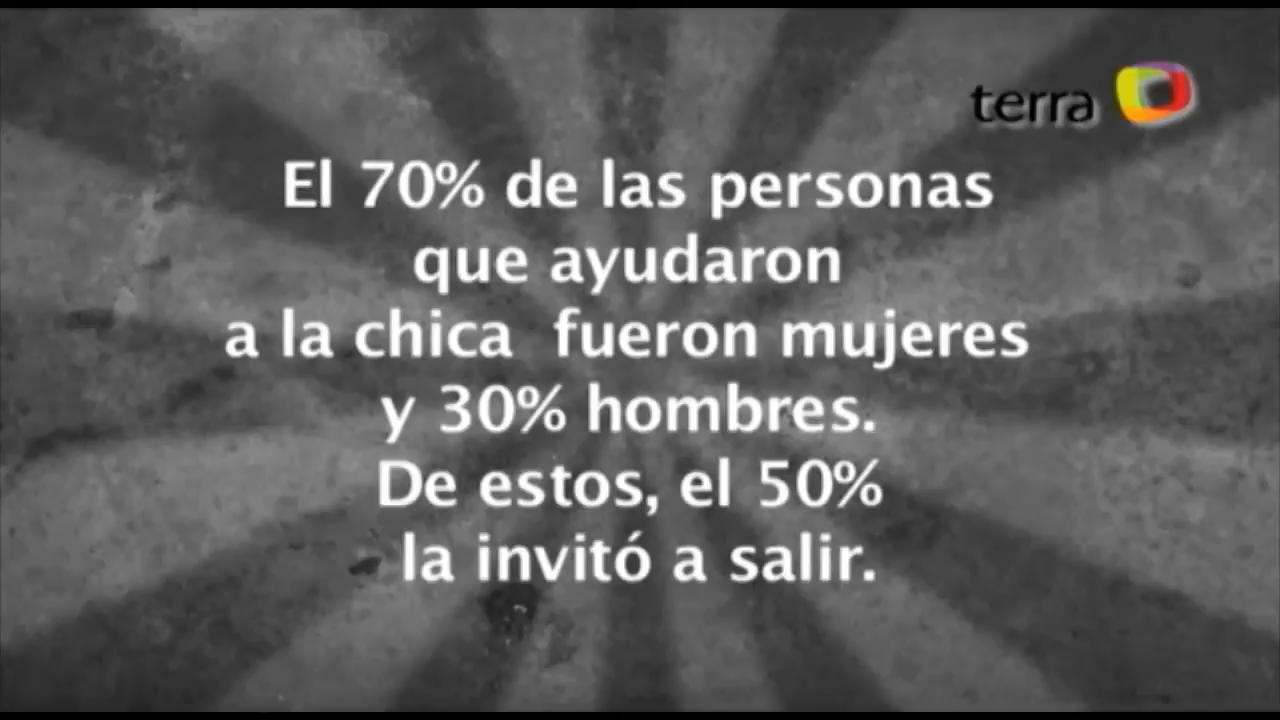 terra
El 70% de las personas
que ayudaron
a la chica fueron mujeres
y 30% hombres.
De estos, el 50%
la invitó a salir.